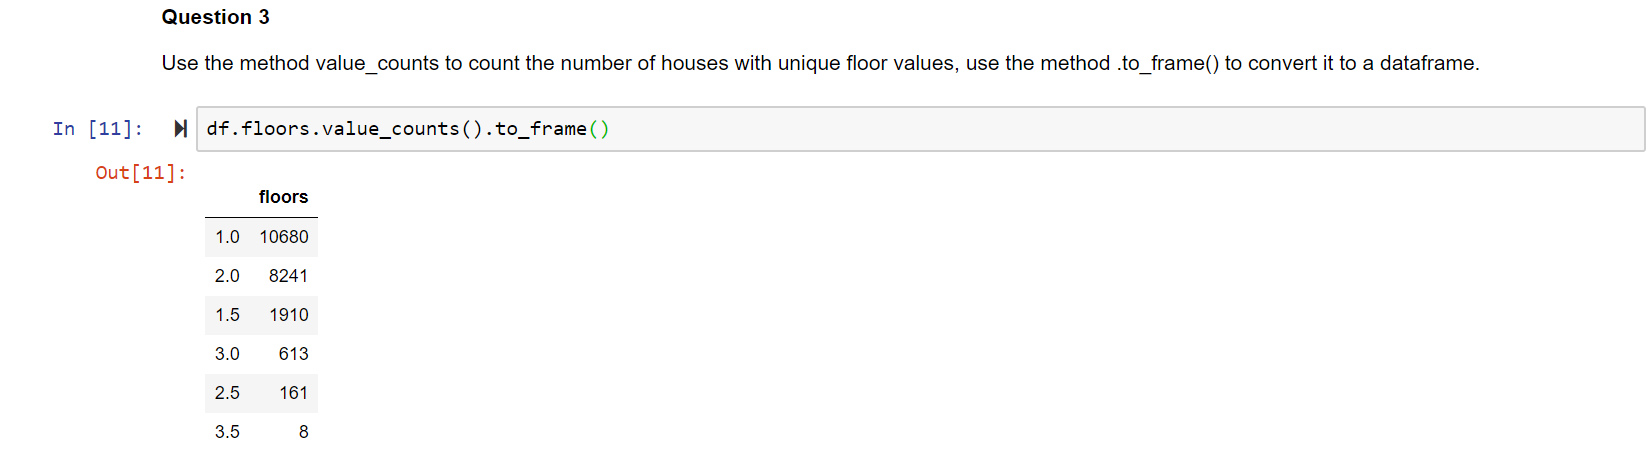 Question 3
Use the method value_counts to count the number of houses with unique floor values, use the method .to_frame() to convert it to a dataframe.
In [11]: df.floors.value_counts().to_frame()
Out[11]:
floors
1.0 10680
2.0 8241
1.5 1910
3.0 613
2.5 161
3.5 8